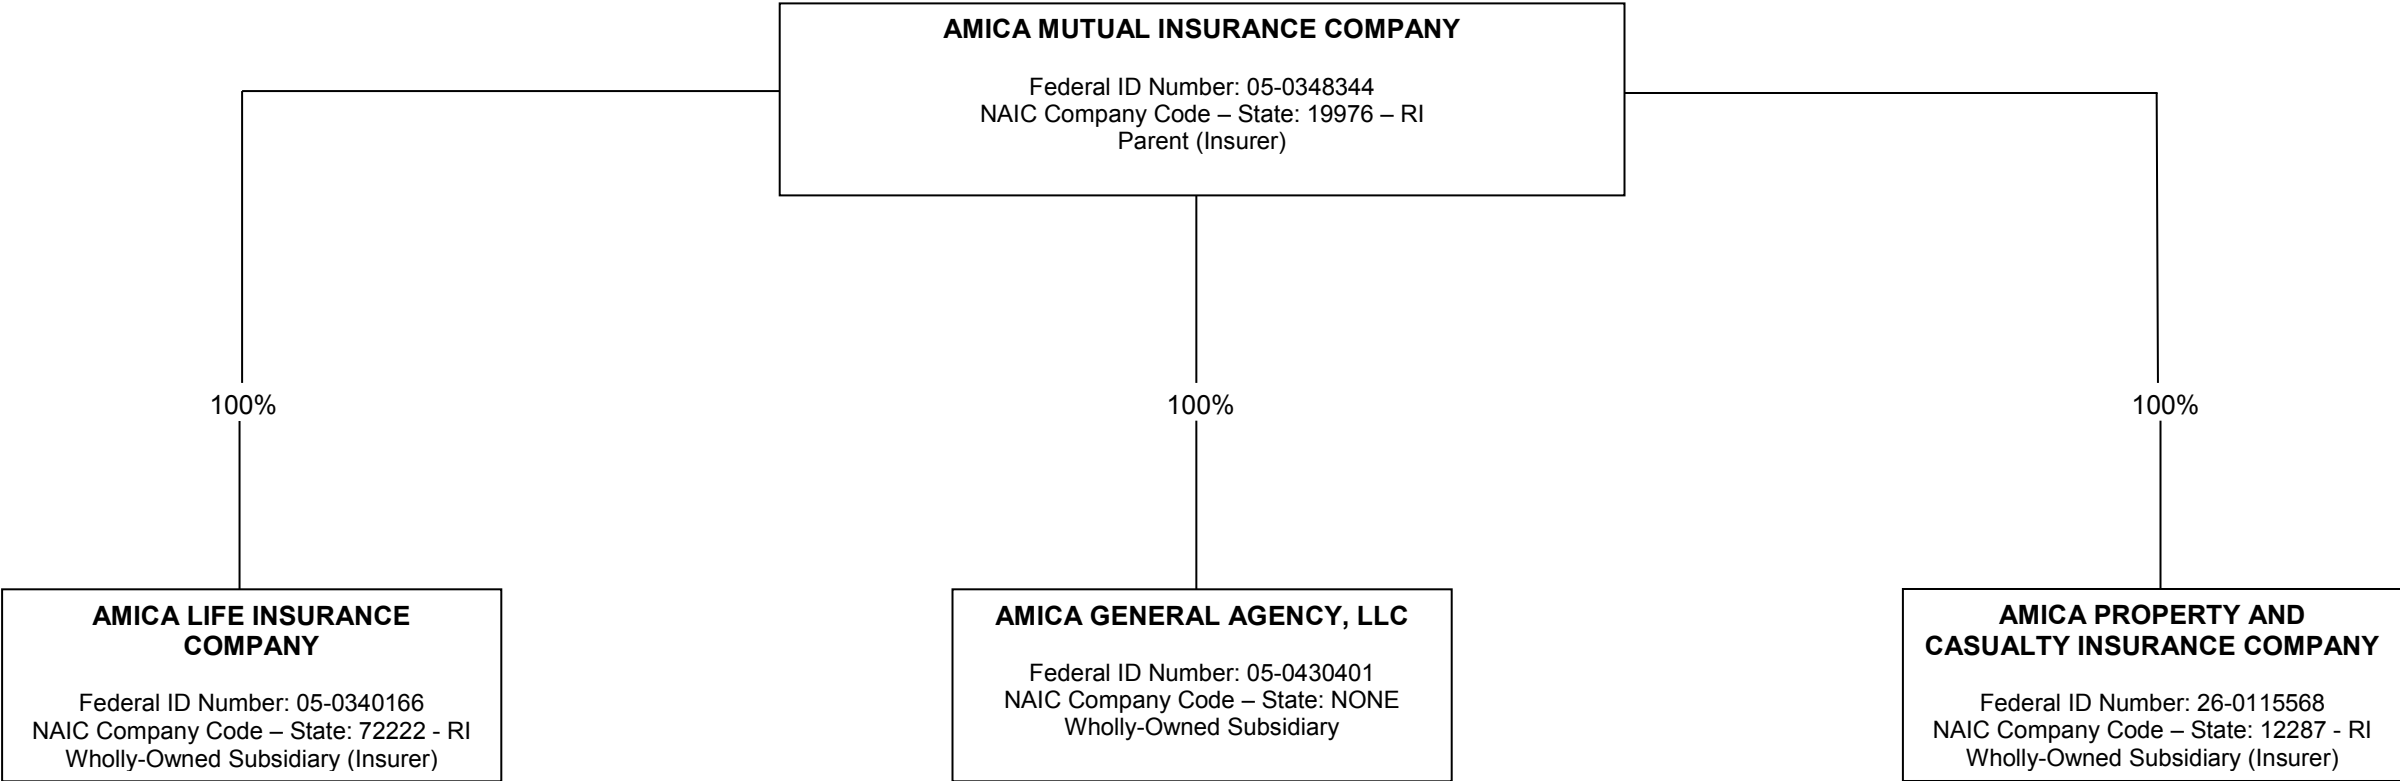 AMICA MUTUAL INSURANCE COMPANY
Federal ID Number: 05-0348344
NAIC Company Code – State: 19976 – RI
Parent (Insurer)
100%
100%
100%
AMICA LIFE INSURANCE
COMPANY
Federal ID Number: 05-0340166
NAIC Company Code – State: 72222 - RI
Wholly-Owned Subsidiary (Insurer)
AMICA GENERAL AGENCY, LLC
Federal ID Number: 05-0430401
NAIC Company Code – State: NONE
Wholly-Owned Subsidiary
AMICA PROPERTY AND
CASUALTY INSURANCE COMPANY
Federal ID Number: 26-0115568
NAIC Company Code – State: 12287 - RI
Wholly-Owned Subsidiary (Insurer)